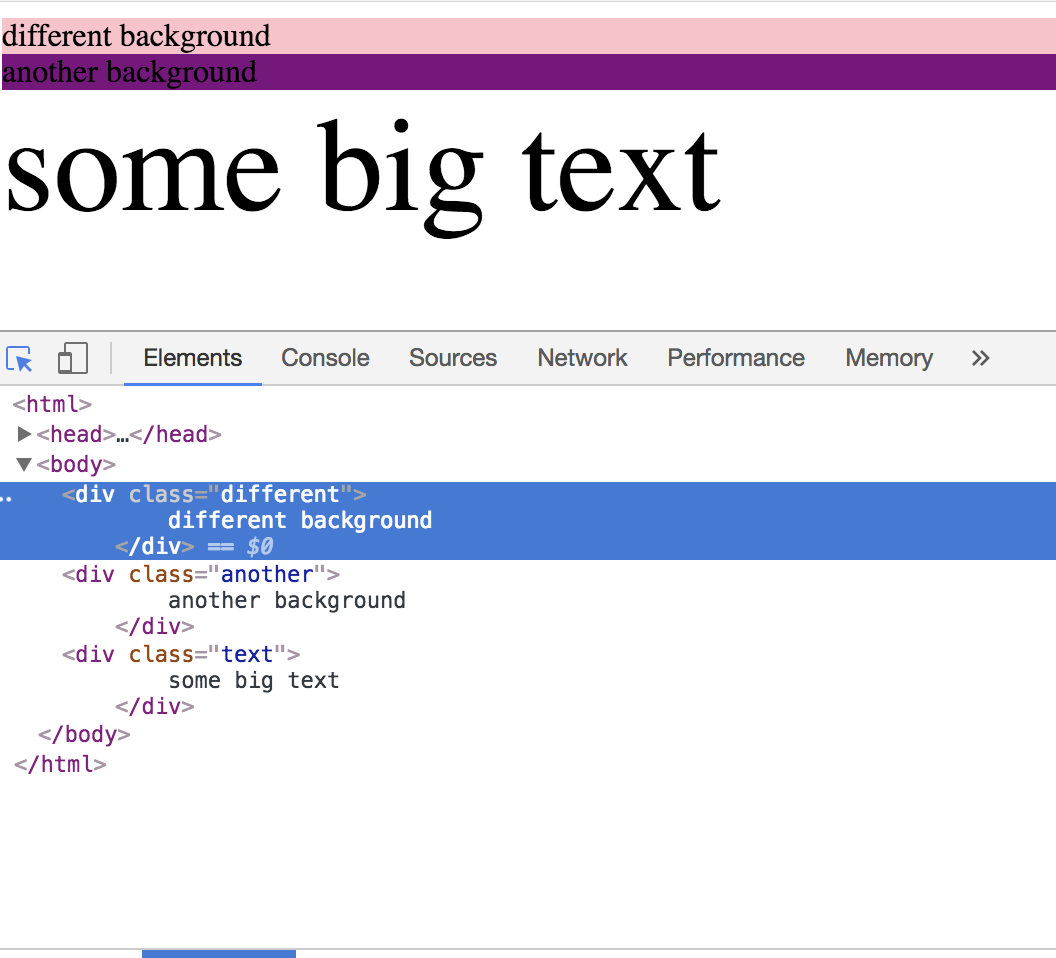 different background
another background
some big text
Elements Console Sources Network Performance Memory »
<html>
▶<head>…</head>
▼<body>
.. <div class="different">
different background
</div> == $0
<div class="another">
another background
</div>
<div class="text">
some big text
</div>
</body>
</html>